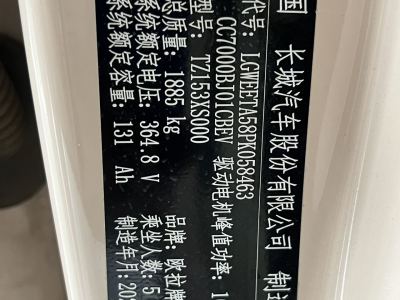 国 长城汽车股份有限公司 制
代号: LGWEETA58PK058463
CC7000BJ01CBEV 驱动电机峰值功率: 1
型号: TZ153XS000
总质量: 1885 kg 品牌: 欧拉牌
系统额定电压: 364.8 V 乘坐人数: 5
系统额定容量: 131 Ah 制造年月: 20